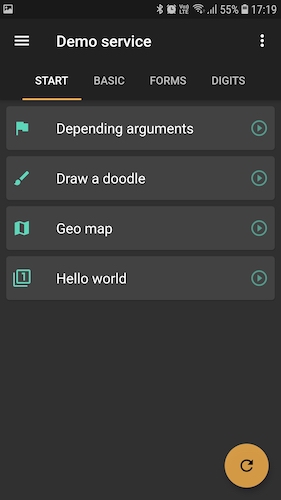 55% 17:19
Demo service
START BASIC FORMS DIGITS
Depending arguments
Draw a doodle
Geo map
Hello world